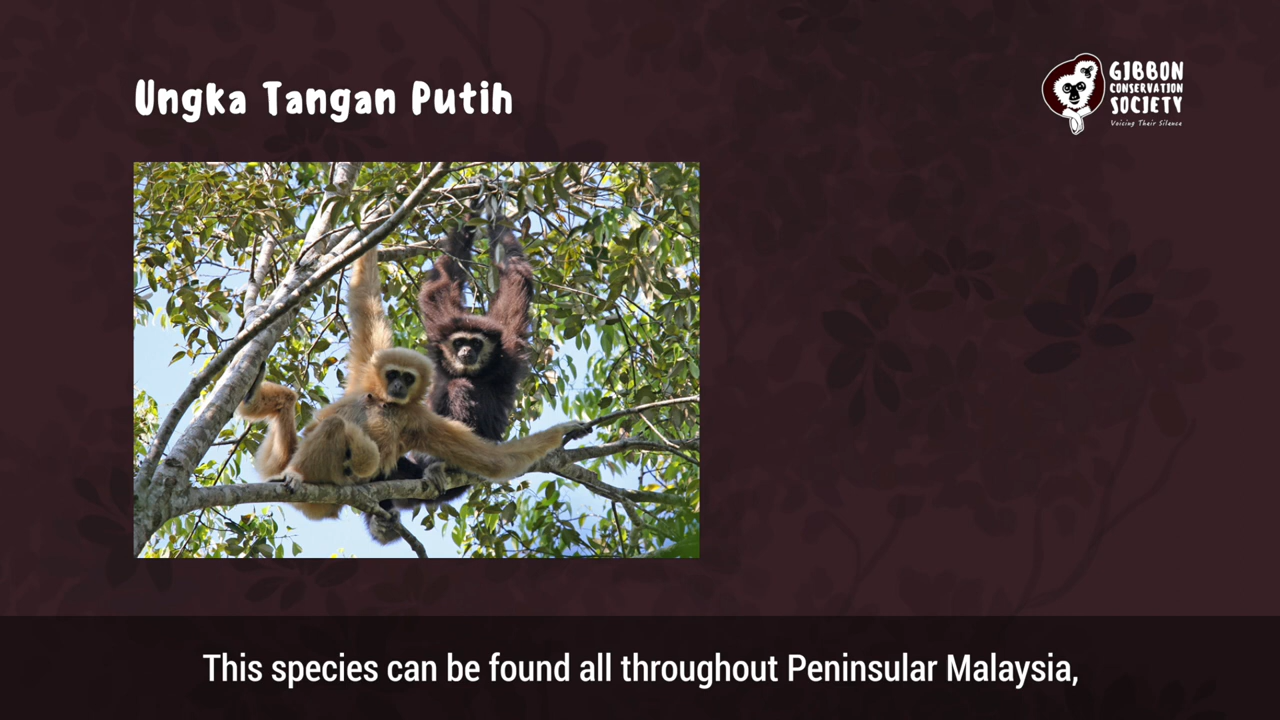 Ungka Tangan Putih
GIBBON
CONSERVATION
SOCIETY
Voicing Their Silence
This species can be found all throughout Peninsular Malaysia,